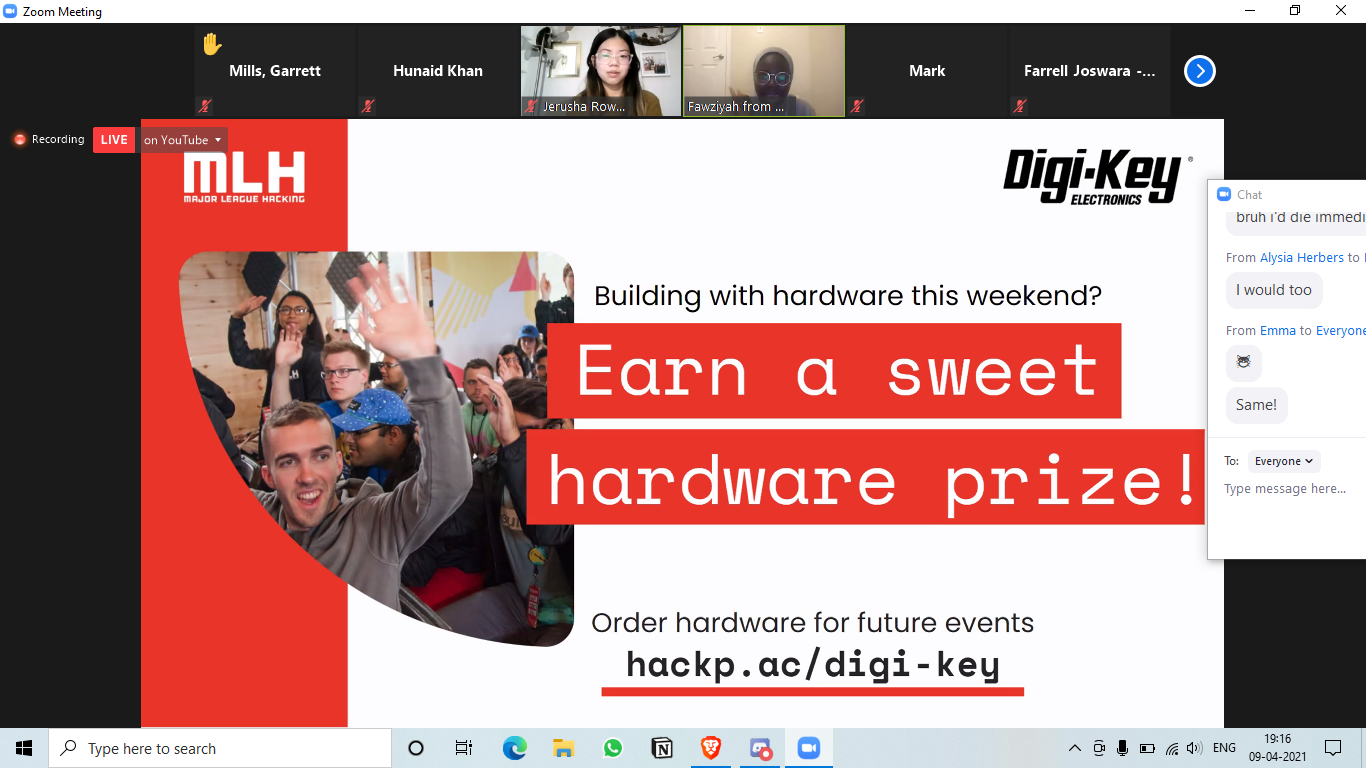 Zoom Meeting
Mills, Garrett
Hunaid Khan
Jerusha Row...
Fawziyah from ...
Mark
Farrell Joswara -...
Recording
LIVE
on YouTube
MLH
MAJOR LEAGUE HACKING
Digi-Key
ELECTRONICS
®
Building with hardware this weekend?
Earn a sweet
hardware prize!
Order hardware for future events
hackp.ac/digi-key
MLH
Chat
bruh i'd die immedi
From Alysia Herbers to
I would too
From Emma to Everyone
Same!
To: Everyone
Type message here...
Type here to search
ENG
19:16
09-04-2021